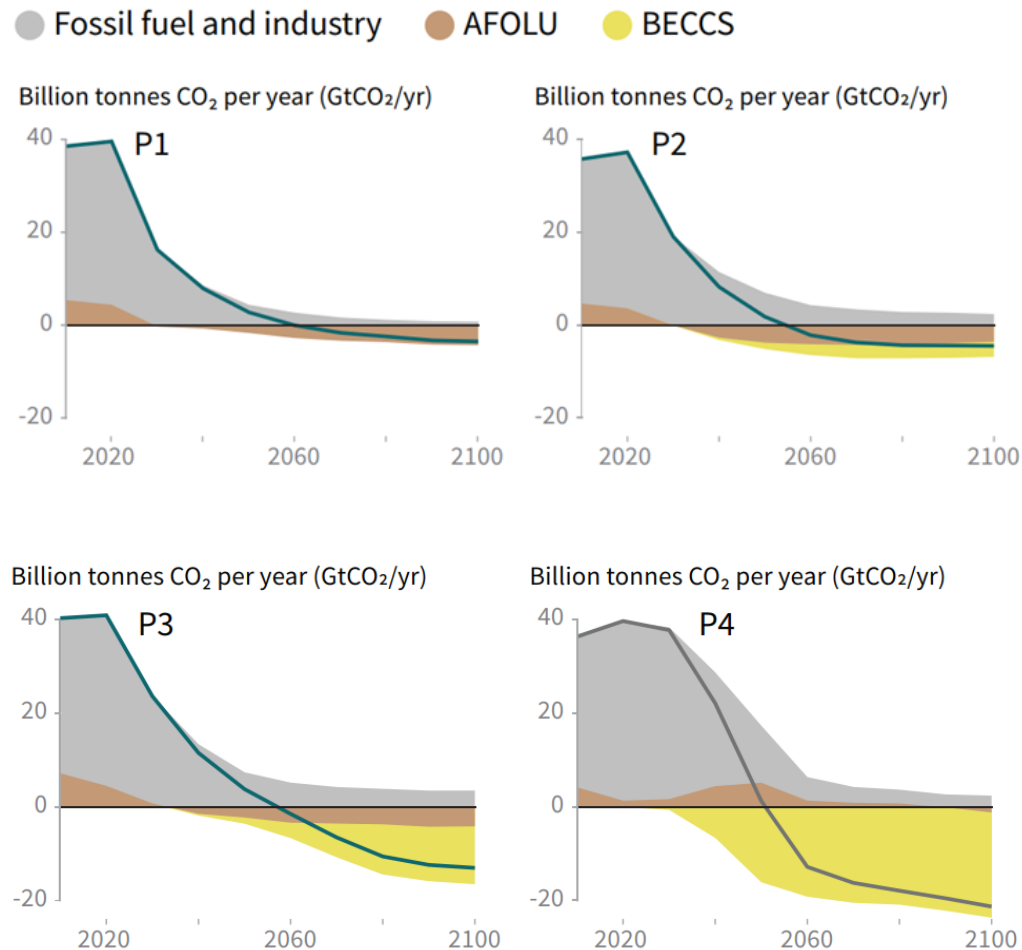 Fossil fuel and industry AFOLU BECCS
Billion tonnes CO₂ per year (GtCO₂/yr)
P1
40
20
0
-20
2020 2060 2100
Billion tonnes CO₂ per year (GtCO₂/yr)
P2
40
20
0
-20
2020 2060 2100
Billion tonnes CO₂ per year (GtCO₂/yr)
P3
40
20
0
-20
2020 2060 2100
Billion tonnes CO₂ per year (GtCO₂/yr)
P4
40
20
0
-20
2020 2060 2100